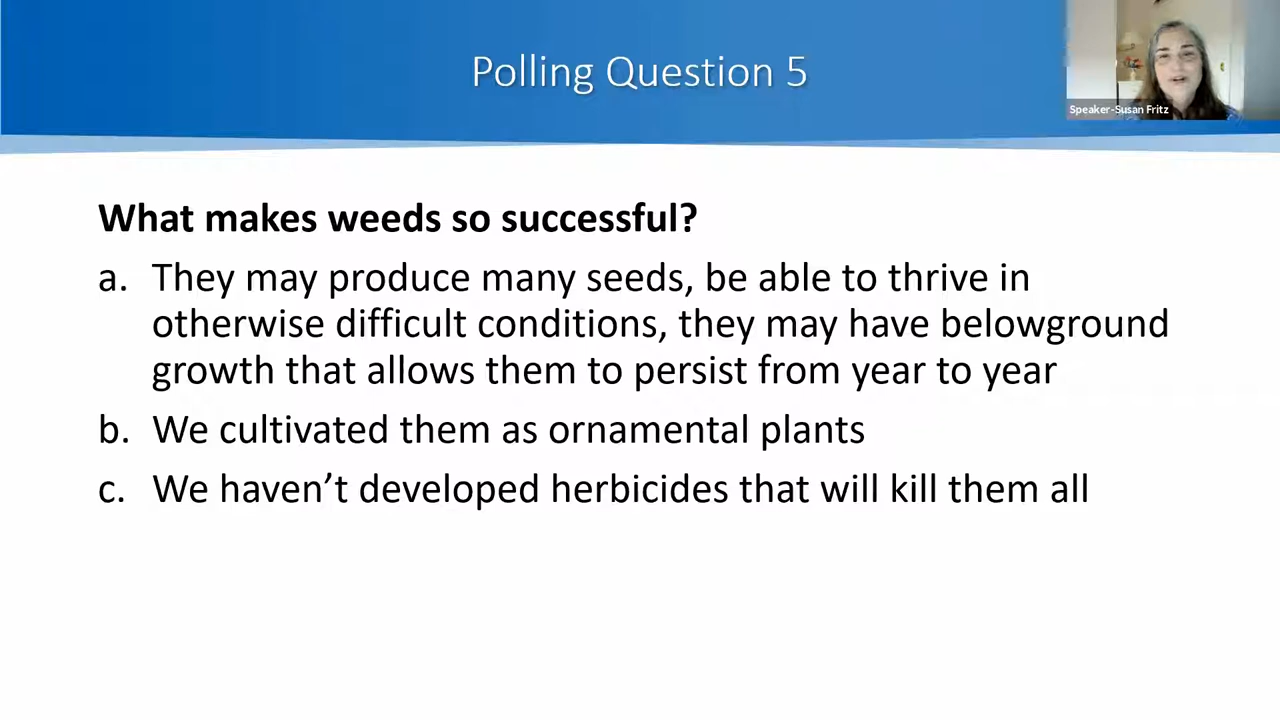 Polling Question 5
Speaker-Susan Fritz
What makes weeds so successful?
a. They may produce many seeds, be able to thrive in
otherwise difficult conditions, they may have belowground
growth that allows them to persist from year to year
b. We cultivated them as ornamental plants
c. We haven’t developed herbicides that will kill them all